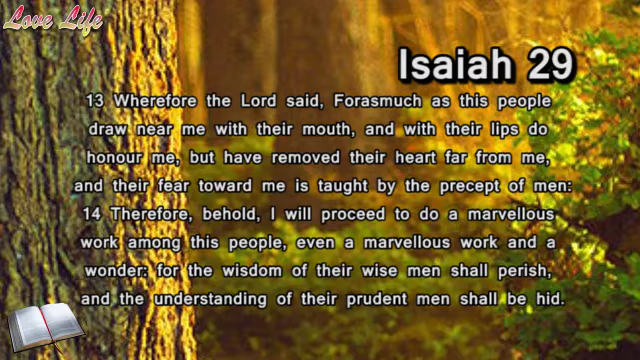 Love Life
Isaiah 29
13 Wherefore the Lord said, Forasmuch as this people
draw near me with their mouth, and with their lips do
honour me, but have removed their heart far from me,
and their fear toward me is taught by the precept of men:
14 Therefore, behold, I will proceed to do a marvellous
work among this people, even a marvellous work and a
wonder: for the wisdom of their wise men shall perish,
and the understanding of their prudent men shall be hid.